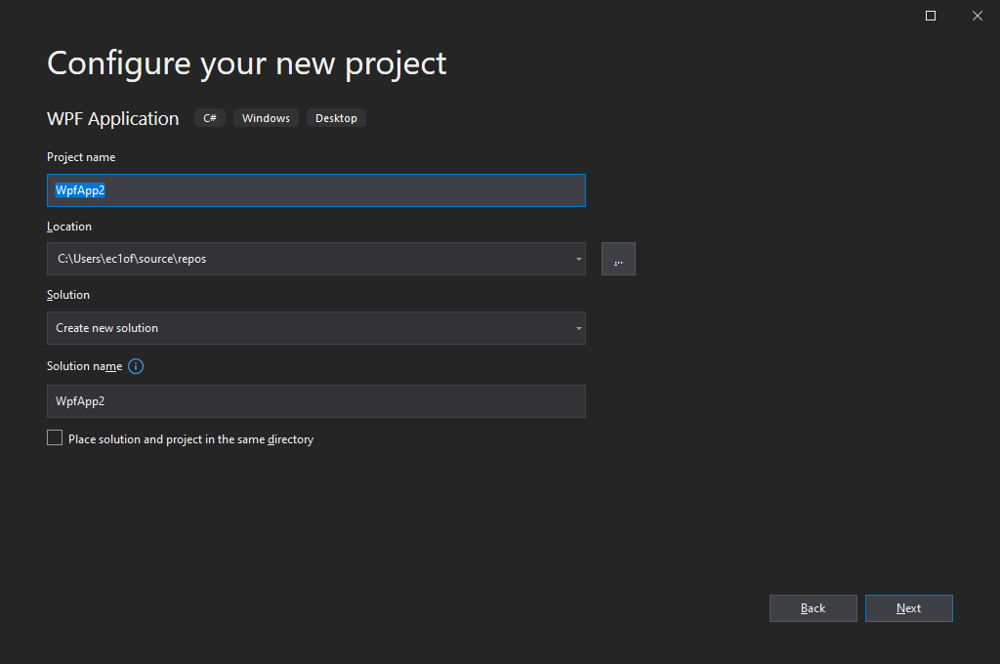 Configure your new project
WPF Application C# Windows Desktop
Project name
WpfApp2
Location
C:\Users\ec1of\source\repos
...
Solution
Create new solution
Solution name
WpfApp2
Place solution and project in the same directory
Back Next